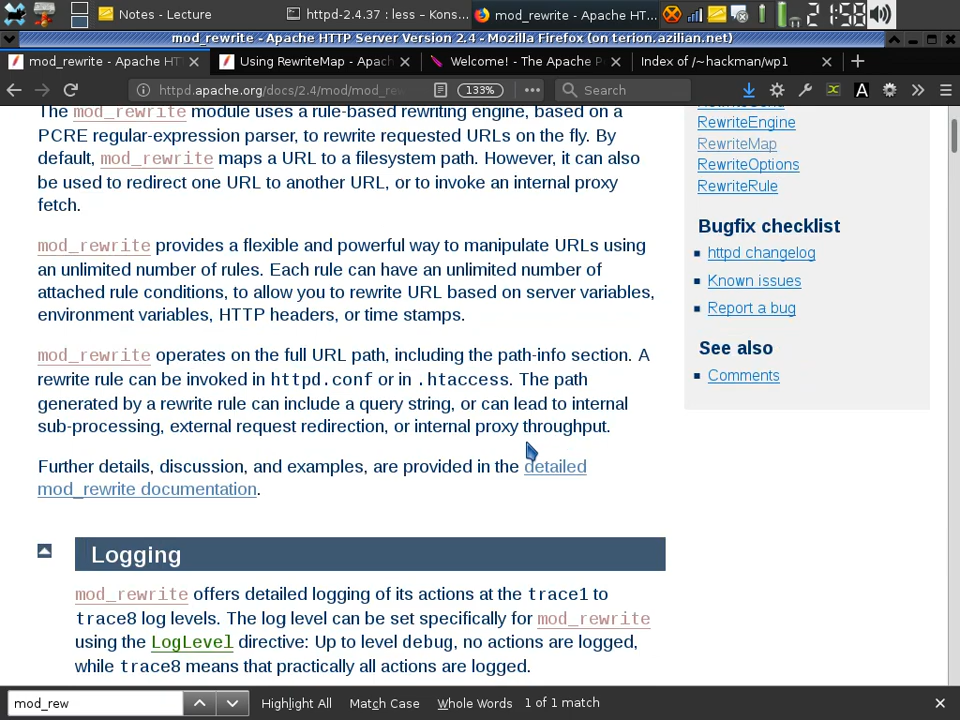 Notes - Lecture
httpd-2.4.37 : less – Kons...
mod_rewrite - Apache HT...
2 1:58
mod_rewrite - Apache HTTP Server Version 2.4 - Mozilla Firefox (on terion.azilian.net)
mod_rewrite - Apache HT
Using RewriteMap - Apach
Welcome! - The Apache P
Index of /~hackman/wp1
httpd.apache.org/docs/2.4/mod/mod_rew
133%
Search
The mod_rewrite module uses a rule-based rewriting engine, based on a
PCRE regular-expression parser, to rewrite requested URLs on the fly. By
default, mod_rewrite maps a URL to a filesystem path. However, it can also
be used to redirect one URL to another URL, or to invoke an internal proxy
fetch.
mod_rewrite provides a flexible and powerful way to manipulate URLs using
an unlimited number of rules. Each rule can have an unlimited number of
attached rule conditions, to allow you to rewrite URL based on server variables,
environment variables, HTTP headers, or time stamps.
mod_rewrite operates on the full URL path, including the path-info section. A
rewrite rule can be invoked in httpd.conf or in .htaccess. The path
generated by a rewrite rule can include a query string, or can lead to internal
sub-processing, external request redirection, or internal proxy throughput.
Further details, discussion, and examples, are provided in the detailed
mod_rewrite documentation.
Logging
mod_rewrite offers detailed logging of its actions at the trace1 to
trace8 log levels. The log level can be set specifically for mod_rewrite
using the LogLevel directive: Up to level debug, no actions are logged,
while trace8 means that practically all actions are logged.
RewriteEngine
RewriteMap
RewriteOptions
RewriteRule
Bugfix checklist
httpd changelog
Known issues
Report a bug
See also
Comments
mod_rew
Highlight All
Match Case
Whole Words
1 of 1 match